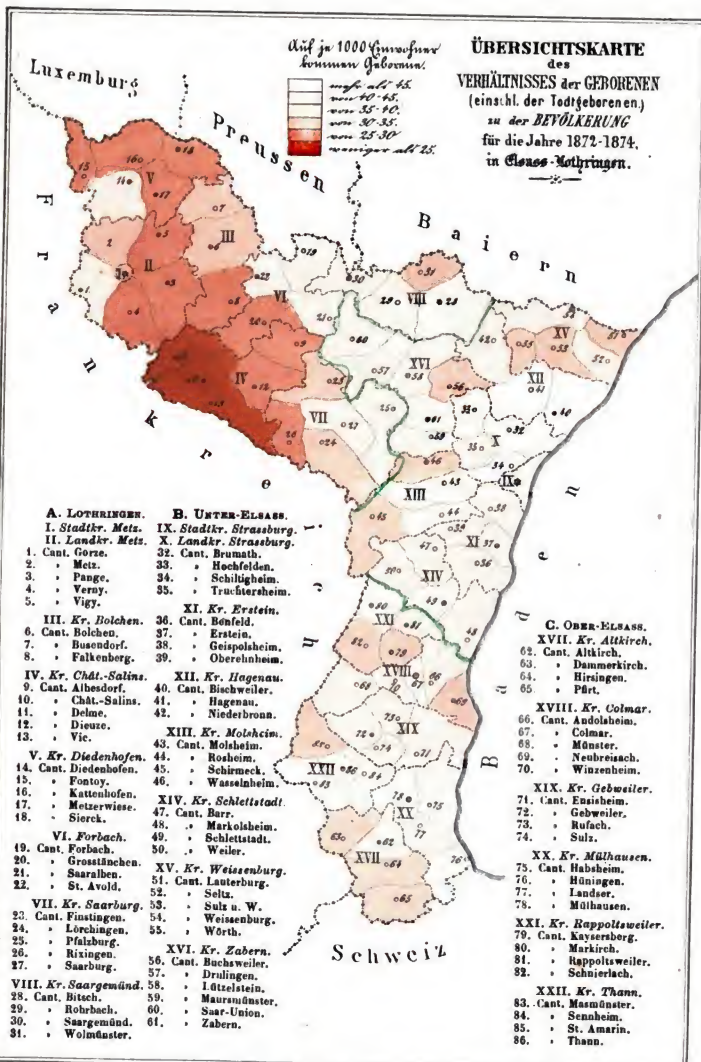 Auf je 1000 Einwohner
kommen Geborene.
mehr als 45.
von 40-45.
von 35-40.
von 30-35.
von 25-30
weniger als 25.
ÜBERSICHTSKARTE
des
VERHÄLTNISSES der GEBORENEN
(einschl. der Todtgeborenen.)
zu der BEVÖLKERUNG
für die Jahre 1872-1874.
in Elsass-Lothringen.
Luxemburg
Preussen
Baiern
Frankreich
Baden
Schweiz
A. LOTHRINGEN.
I. Stadtkr. Metz.
II. Landkr. Metz.
1. Cant. Gorze.
2. " Metz.
3. " Pange.
4. " Verny.
5. " Vigy.
III. Kr. Bolchen.
6. Cant. Bolchen.
7. " Busendorf.
8. " Falkenberg.
IV. Kr. Chât.-Salins.
9. Cant. Albesdorf.
10. " Chât.-Salins.
11. " Delme.
12. " Dieuze.
13. " Vic.
V. Kr. Diedenhofen.
14. Cant. Diedenhofen.
15. " Fontoy.
16. " Kattenhofen.
17. " Metzerwiese.
18. " Sierck.
VI. Forbach.
19. Cant. Forbach.
20. " Grosstänchen.
21. " Saaralben.
22. " St. Avold.
VII. Kr. Saarburg.
23. Cant. Finstingen.
24. " Lörchingen.
25. " Pfalzburg.
26. " Rixingen.
27. " Saarburg.
VIII. Kr. Saargemünd.
28. Cant. Bitsch.
29. " Rohrbach.
30. " Saargemünd.
31. " Wolmünster.
B. UNTER-ELSASS.
IX. Stadtkr. Strassburg.
X. Landkr. Strassburg.
32. Cant. Brumath.
33. " Hochfelden.
34. " Schiltigheim.
35. " Truchtersheim.
XI. Kr. Erstein.
36. Cant. Benfeld.
37. " Erstein.
38. " Geispolsheim.
39. " Oberehnheim.
XII. Kr. Hagenau.
40. Cant. Bischweiler.
41. " Hagenau.
42. " Niederbronn.
XIII. Kr. Molsheim.
43. Cant. Molsheim.
44. " Rosheim.
45. " Schirmeck.
46. " Wasselnheim.
XIV. Kr. Schlettstadt
47. Cant. Barr.
48. " Markolsheim.
49. " Schlettstadt.
50. " Weiler.
XV. Kr. Weissenburg.
51. Cant. Lauterburg.
52. " Seltz.
53. " Sulz u. W.
54. " Weissenburg.
55. " Wörth.
XVI. Kr. Zabern.
56. Cant. Buchsweiler.
57. " Drulingen.
58. " Lützelstein.
59. " Maursmünster.
60. " Saar-Union.
61. " Zabern.
C. OBER-ELSASS.
XVII. Kr. Altkirch.
62. Cant. Altkirch.
63. " Dammerkirch.
64. " Hirsingen.
65. " Pfirt.
XVIII. Kr. Colmar.
66. Cant. Andolsheim.
67. " Colmar.
68. " Münster.
69. " Neubreisach.
70. " Winzenheim.
XIX. Kr. Gebweiler.
71. Cant. Ensisheim.
72. " Gebweiler.
73. " Rufach.
74. " Sulz.
XX. Kr. Mülhausen.
75. Cant. Habsheim.
76. " Hüningen.
77. " Landser.
78. " Mülhausen.
XXI. Kr. Rappoltsweiler.
79. Cant. Kaysersberg.
80. " Markirch.
81. " Rappoltsweiler.
82. " Schnierlach.
XXII. Kr. Thann.
83. Cant. Masmünster.
84. " Sennheim.
85. " St. Amarin.
86. " Thann.